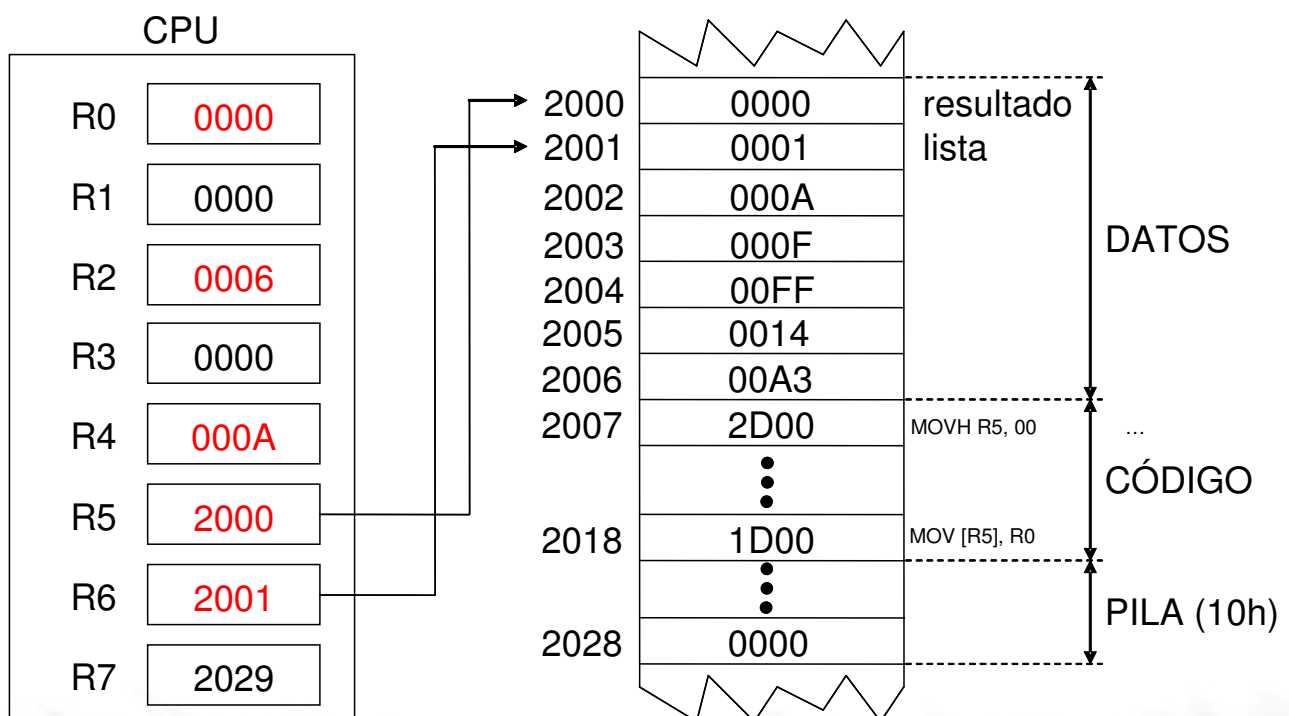 CPU
R0 0000
R1 0000
R2 0006
R3 0000
R4 000A
R5 2000
R6 2001
R7 2029
2000 0000 resultado
2001 0001 lista
2002 000A
2003 000F
2004 00FF
2005 0014
2006 00A3
DATOS
2007 2D00 MOVH R5, 00 ...
CÓDIGO
2018 1D00 MOV [R5], R0
PILA (10h)
2028 0000